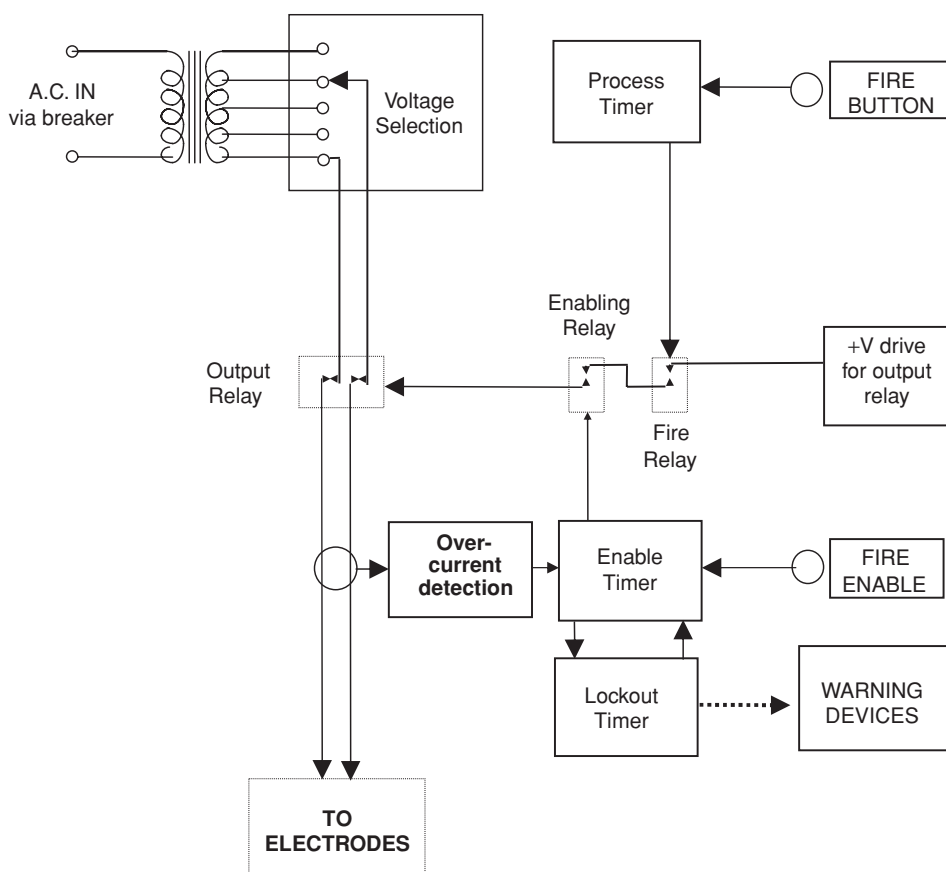 A.C. IN
via breaker
Voltage
Selection
Process
Timer
FIRE
BUTTON
Enabling
Relay
Output
Relay
+V drive
for output
relay
Fire
Relay
Over-
current
detection
Enable
Timer
FIRE
ENABLE
Lockout
Timer
WARNING
DEVICES
TO
ELECTRODES